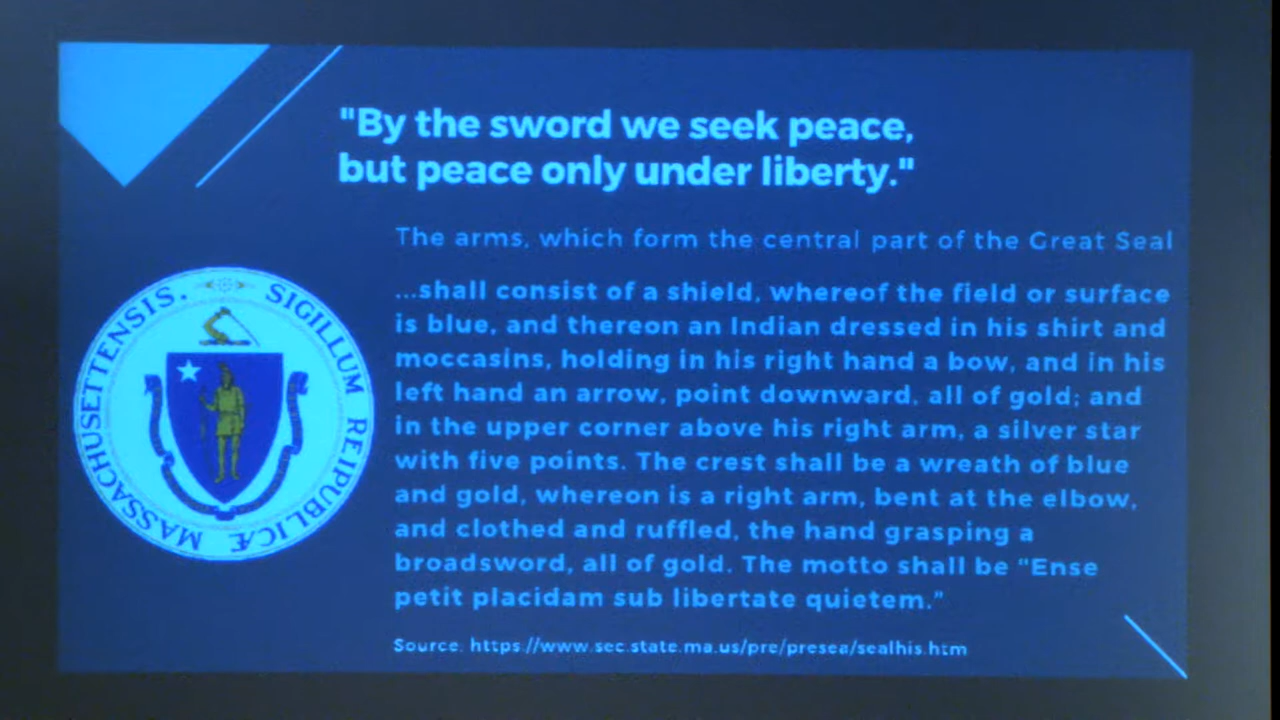 "By the sword we seek peace,
but peace only under liberty."
The arms, which form the central part of the Great Seal
...shall consist of a shield, whereof the field or surface
is blue, and thereon an Indian dressed in his shirt and
moccasins, holding in his right hand a bow, and in his
left hand an arrow, point downward, all of gold; and
in the upper corner above his right arm, a silver star
with five points. The crest shall be a wreath of blue
and gold, whereon is a right arm, bent at the elbow,
and clothed and ruffled, the hand grasping a
broadsword, all of gold. The motto shall be "Ense
petit placidam sub libertate quietem."
Source: https://www.sec.state.ma.us/pre/presea/sealhis.htm
SIGILLUM REIPUBLICÆ MASSACHUSETTENSIS.